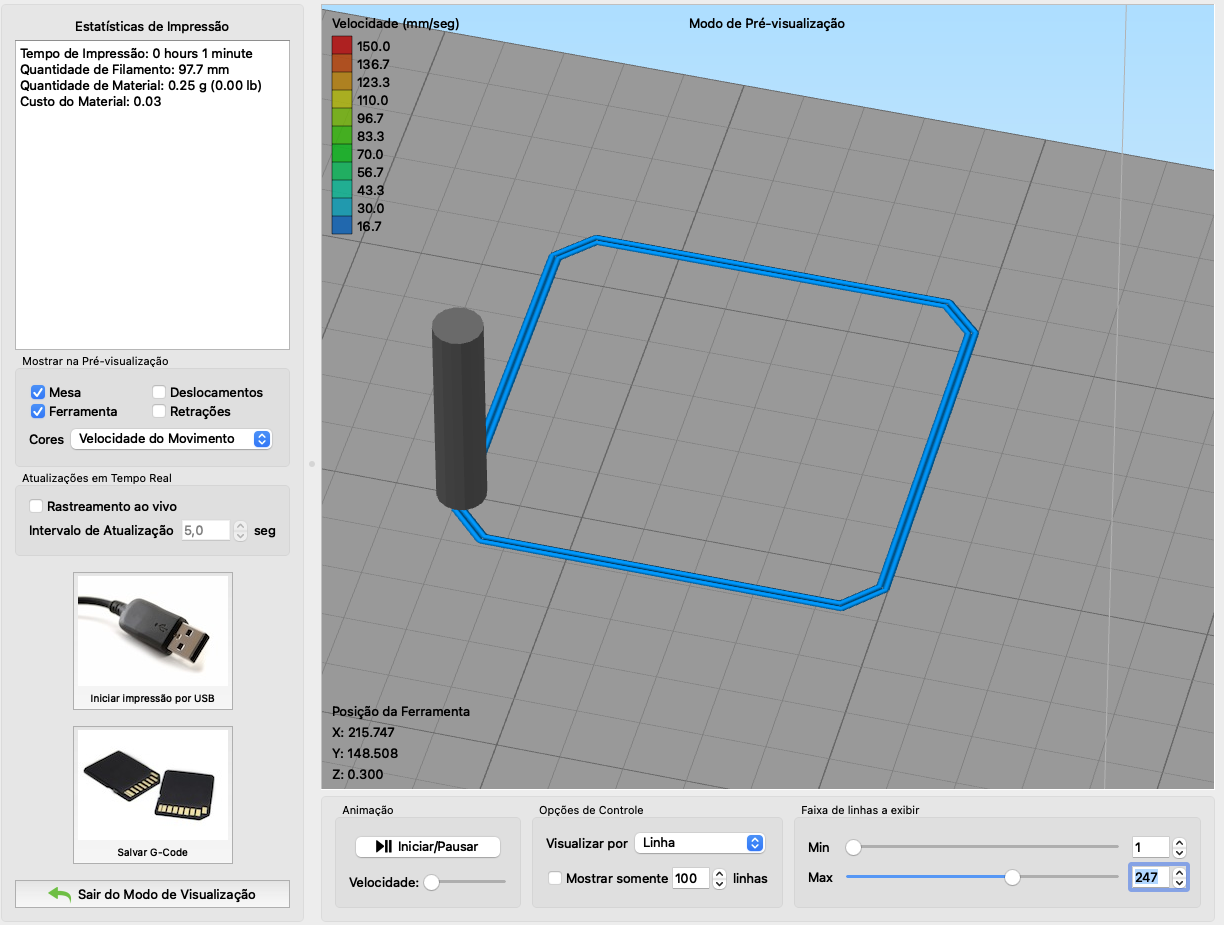 Estatísticas de Impressão
Tempo de Impressão: 0 hours 1 minute
Quantidade de Filamento: 97.7 mm
Quantidade de Material: 0.25 g (0.00 lb)
Custo do Material: 0.03
Mostrar na Pré-visualização
Mesa
Deslocamentos
Ferramenta
Retrações
Cores
Velocidade do Movimento
Atualizações em Tempo Real
Rastreamento ao vivo
Intervalo de Atualização 5,0 seg
Iniciar impressão por USB
Salvar G-Code
Sair do Modo de Visualização
Velocidade (mm/seg)
150.0
136.7
123.3
110.0
96.7
83.3
70.0
56.7
43.3
30.0
16.7
Modo de Pré-visualização
Posição da Ferramenta
X: 215.747
Y: 148.508
Z: 0.300
Animação
Iniciar/Pausar
Velocidade:
Opções de Controle
Visualizar por Linha
Mostrar somente 100 linhas
Faixa de linhas a exibir
Min 1
Max 247